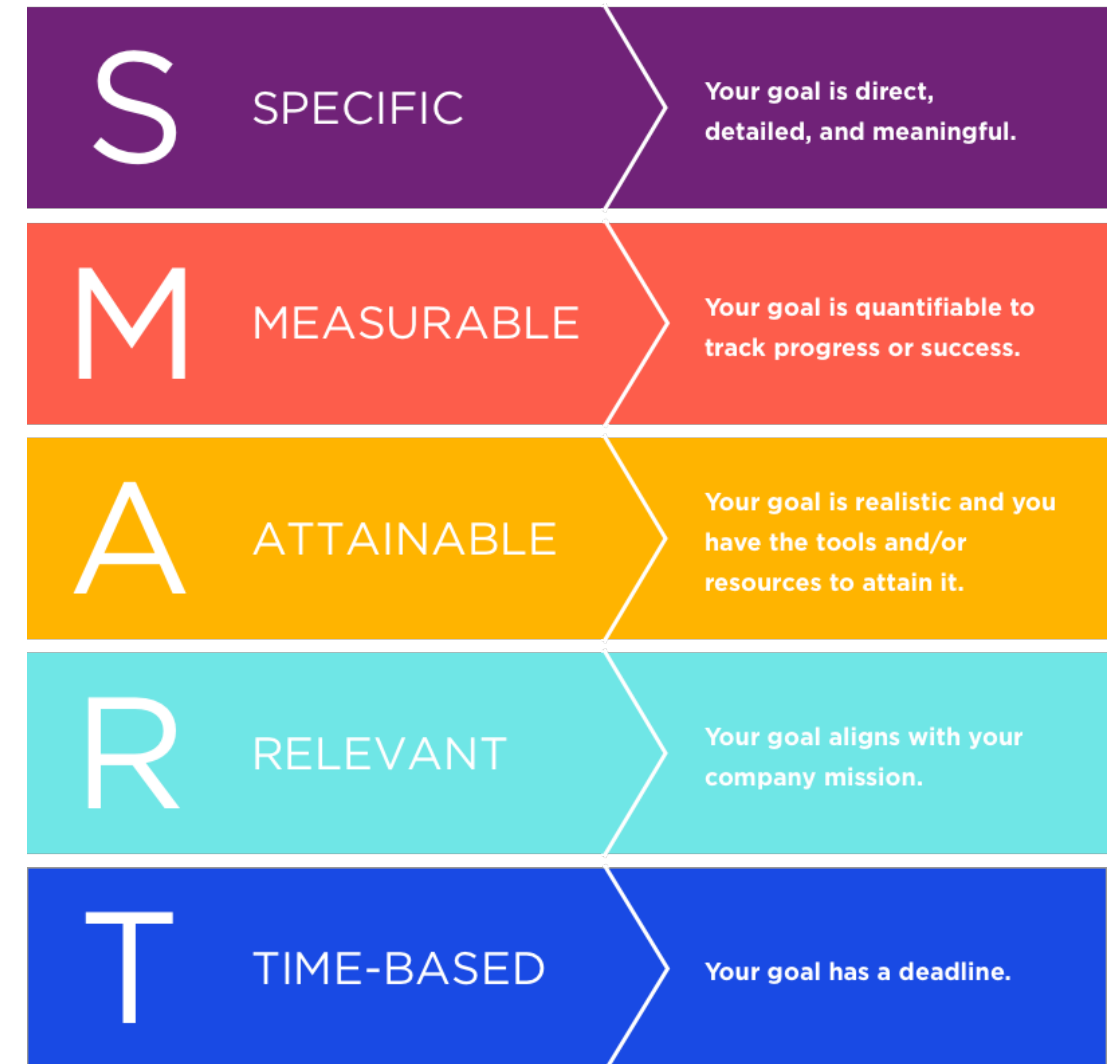 S
SPECIFIC
Your goal is direct,
detailed, and meaningful.
M
MEASURABLE
Your goal is quantifiable to
track progress or success.
A
ATTAINABLE
Your goal is realistic and you
have the tools and/or
resources to attain it.
R
RELEVANT
Your goal aligns with your
company mission.
T
TIME-BASED
Your goal has a deadline.